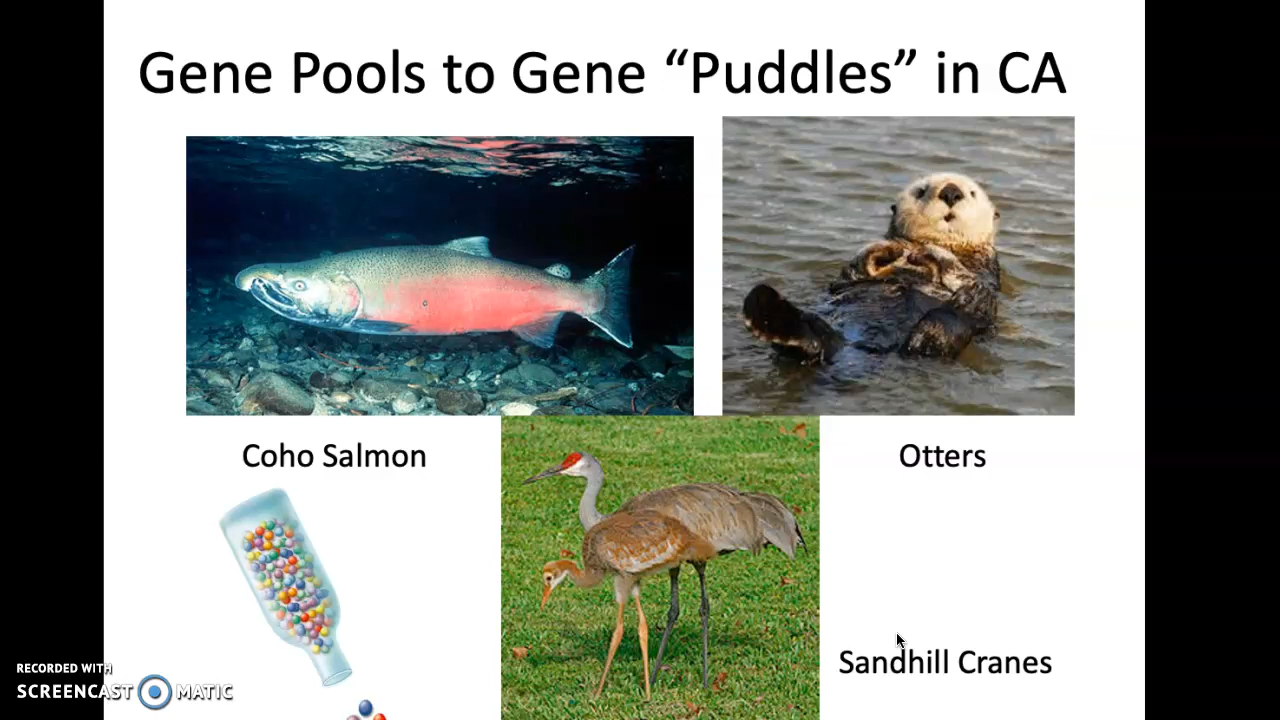 Gene Pools to Gene “Puddles” in CA
Coho Salmon
Otters
Sandhill Cranes
RECORDED WITH
SCREENCAST MATIC